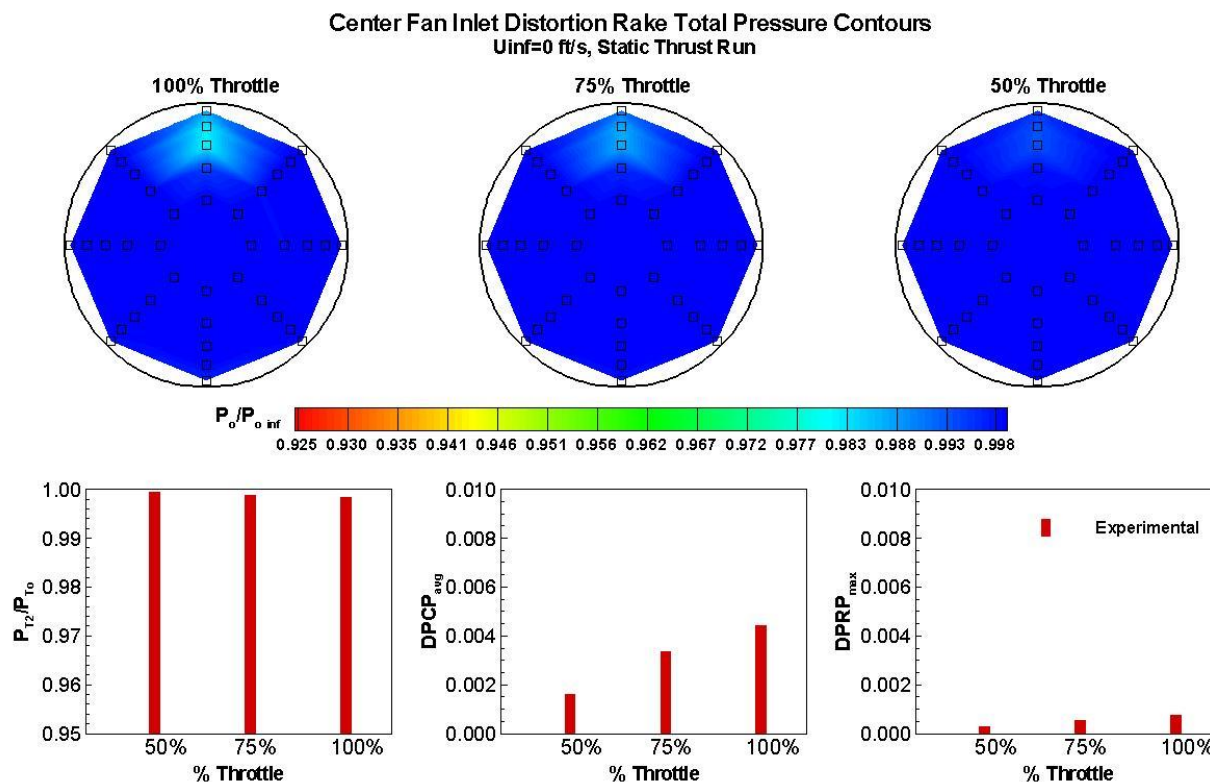 Center Fan Inlet Distortion Rake Total Pressure Contours
Uinf=0 ft/s, Static Thrust Run
100% Throttle
75% Throttle
50% Throttle
Po/Po inf
0.925 0.930 0.935 0.941 0.946 0.951 0.956 0.962 0.967 0.972 0.977 0.983 0.988 0.993 0.998
PT2/PTo
1.00
0.99
0.98
0.97
0.96
0.95
50% 75% 100%
% Throttle
DPCPavg
0.010
0.008
0.006
0.004
0.002
0.000
50% 75% 100%
% Throttle
DPRPmax
0.010
0.008
0.006
0.004
0.002
0.000
Experimental
50% 75% 100%
% Throttle